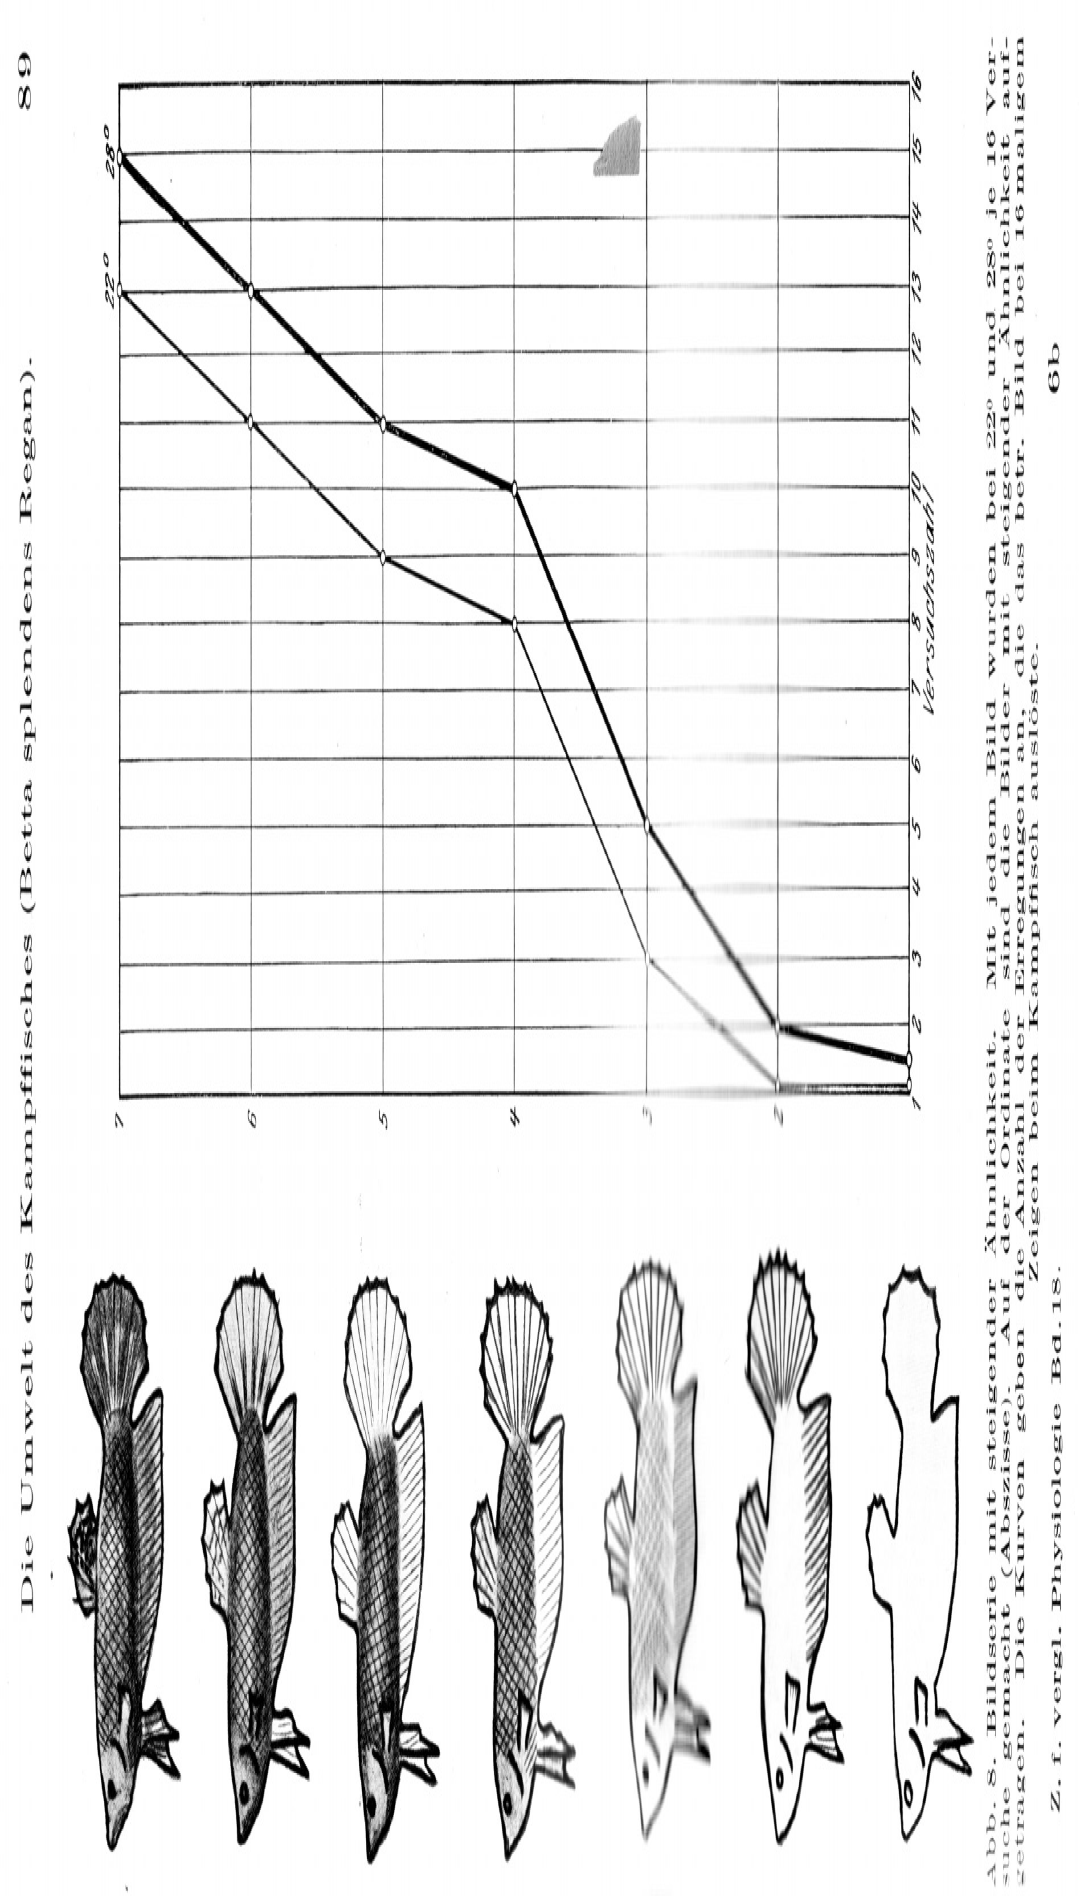 Die Umwelt des Kampffisches (Betta splendens Regan). 89
22° 28°
7
6
5
4
3
2
1 2 3 4 5 6 7 8 9 10 11 12 13 14 15 16
Versuchszahl
Abb. 8. Bildserie mit steigender Ähnlichkeit. Mit jedem Bild wurden bei 22° und 28° je 16 Ver-
suche gemacht (Abszisse). Auf der Ordinate sind die Bilder mit steigender Ähnlichkeit auf-
getragen. Die Kurven geben die Anzahl der Erregungen an, die das betr. Bild bei 16maligem
Zeigen beim Kampffisch auslöste.
Z. f. vergl. Physiologie Bd. 18. 6b